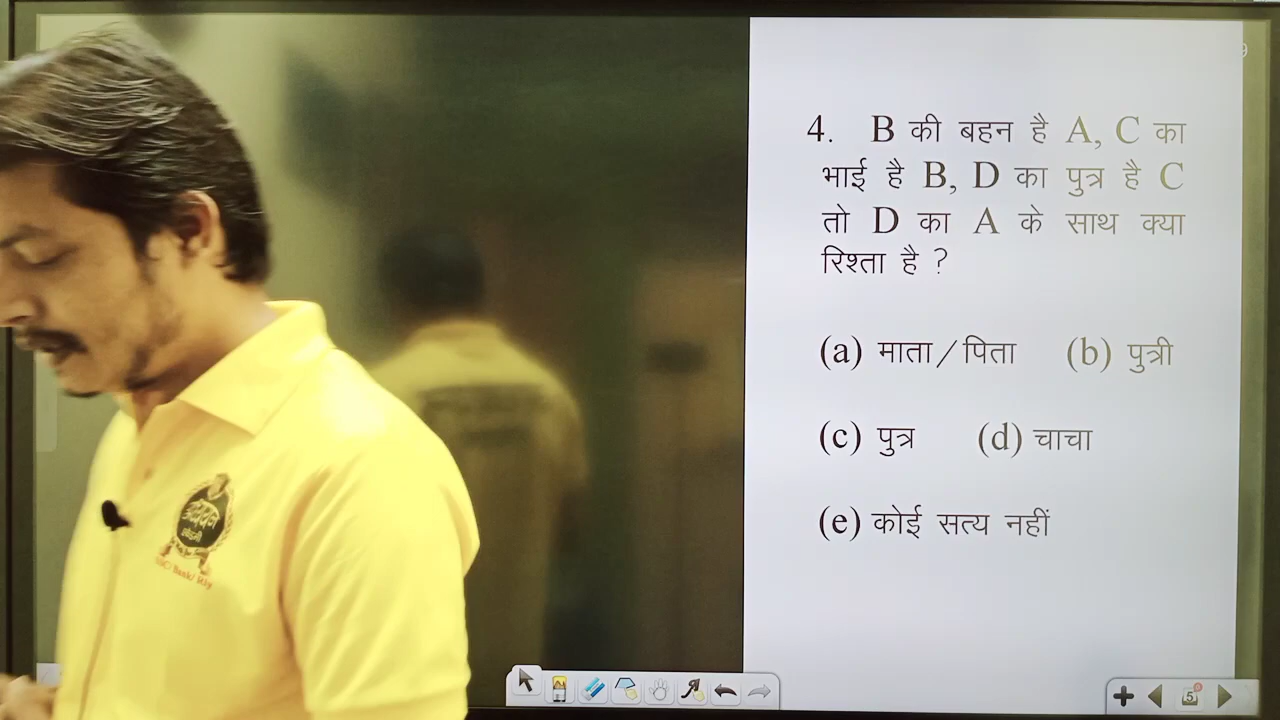 4. B की बहन है A, C का
भाई है B, D का पुत्र है C
तो D का A के साथ क्या
रिश्ता है ?
(a) माता/पिता (b) पुत्री
(c) पुत्र (d) चाचा
(e) कोई सत्य नहीं